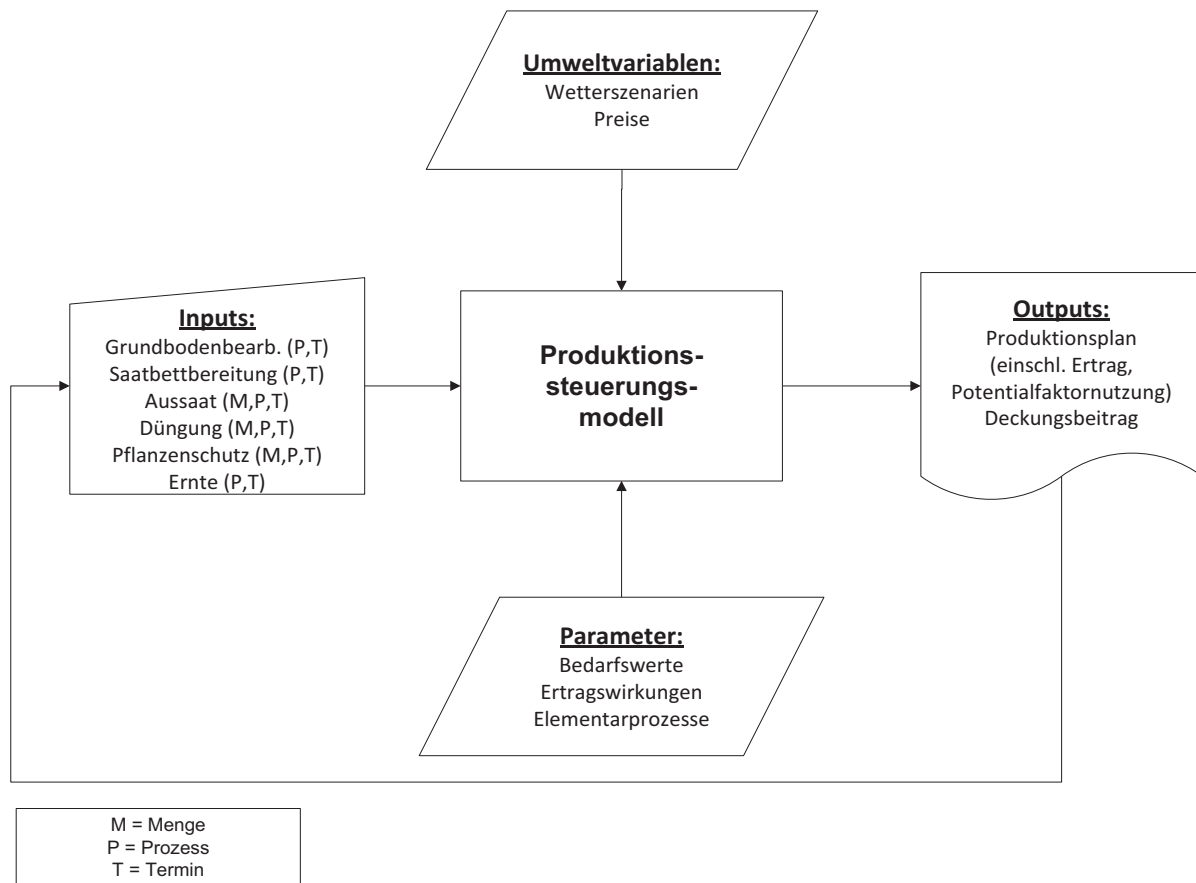 Umweltvariablen:
Wetterszenarien
Preise
Inputs:
Grundbodenbearb. (P,T)
Saatbettbereitung (P,T)
Aussaat (M,P,T)
Düngung (M,P,T)
Pflanzenschutz (M,P,T)
Ernte (P,T)
Produktions-
steuerungs-
modell
Outputs:
Produktionsplan
(einschl. Ertrag,
Potentialfaktornutzung)
Deckungsbeitrag
Parameter:
Bedarfswerte
Ertragswirkungen
Elementarprozesse
M = Menge
P = Prozess
T = Termin